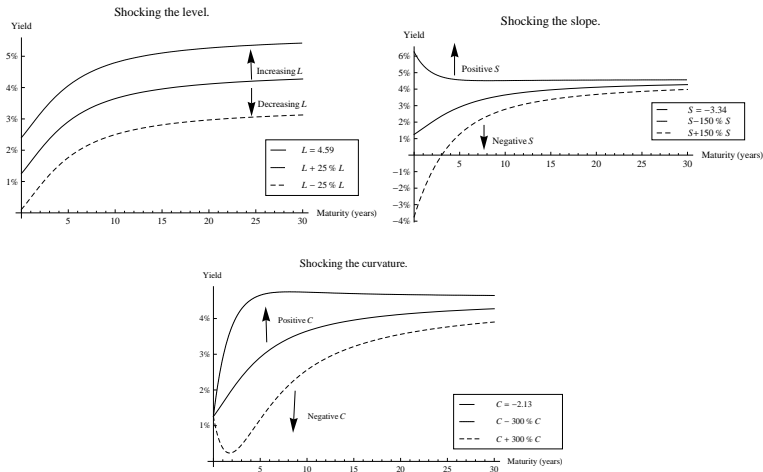 Shocking the level.
Yield
5%
4%
3%
2%
1%
Increasing L
Decreasing L
L = 4.59
L + 25 % L
L − 25 % L
5 10 15 20 25 30
Maturity (years)
Shocking the slope.
Yield
6%
5%
4%
3%
2%
1%
−1%
−2%
−3%
−4%
Positive S
Negative S
S = −3.34
S−150 % S
S+150 % S
5 10 15 20 25 30
Maturity (years)
Shocking the curvature.
Yield
4%
3%
2%
1%
Positive C
Negative C
C = −2.13
C − 300 % C
C + 300 % C
5 10 15 20 25 30
Maturity (years)